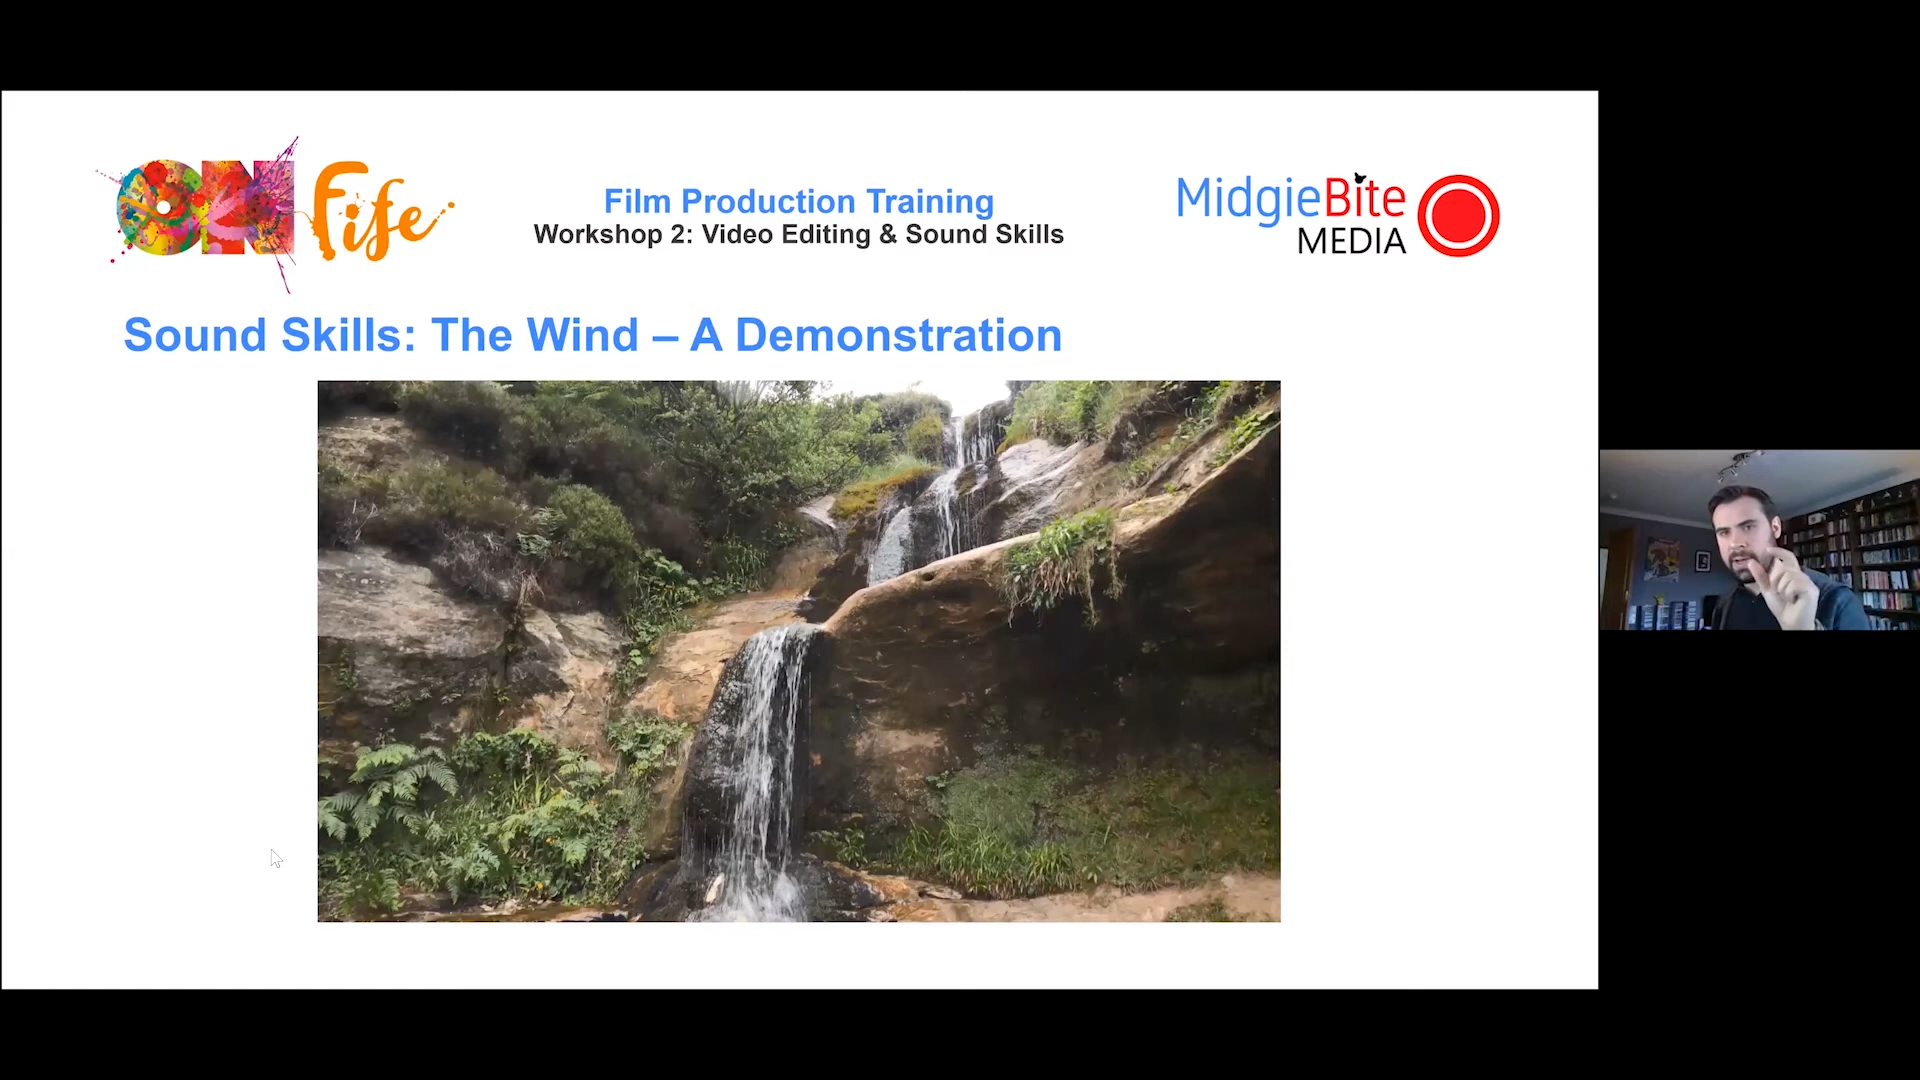 ON Fife
Film Production Training
Workshop 2: Video Editing & Sound Skills
MidgieBite
MEDIA
Sound Skills: The Wind – A Demonstration